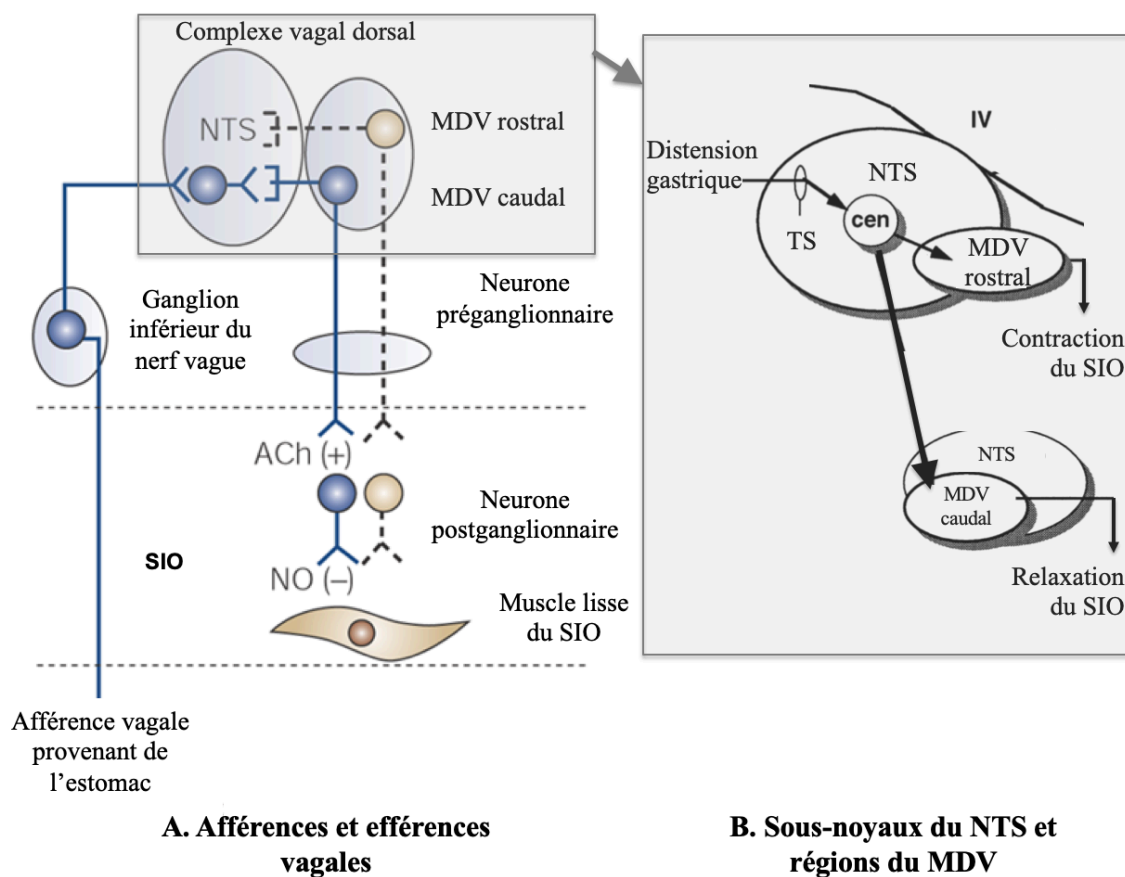 Complexe vagal dorsal
NTS
MDV rostral
MDV caudal
Ganglion
inférieur du
nerf vague
Neurone
préganglionnaire
ACh (+)
Neurone
postganglionnaire
SIO
NO (–)
Muscle lisse
du SIO
Afférence vagale
provenant de
l’estomac
A. Afférences et efférences
vagales
IV
Distension
gastrique
NTS
TS
cen
MDV
rostral
Contraction
du SIO
NTS
MDV
caudal
Relaxation
du SIO
B. Sous-noyaux du NTS et
régions du MDV